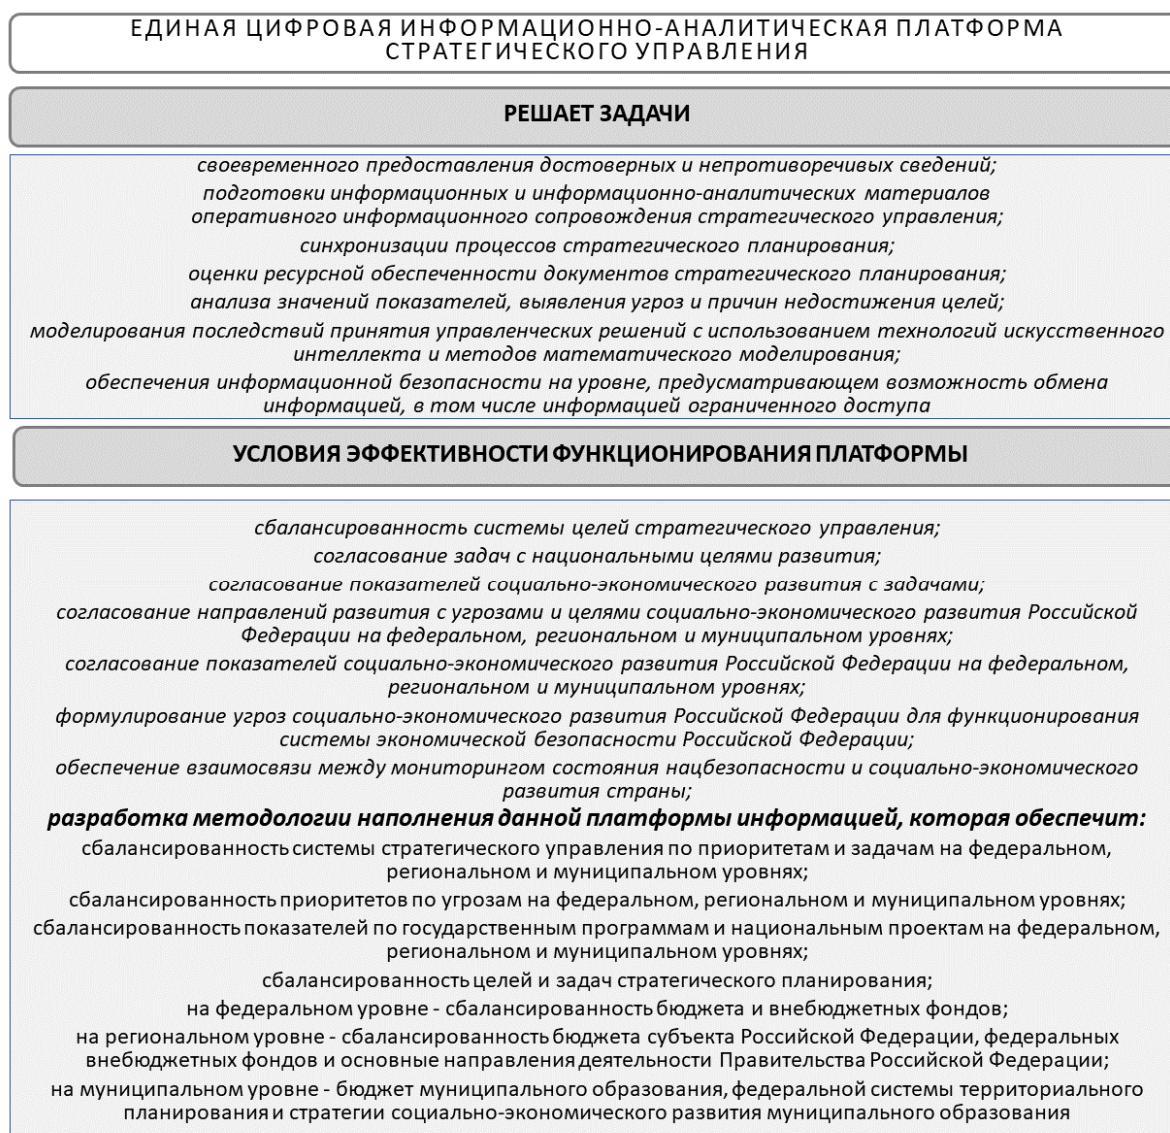 ЕДИНАЯ ЦИФРОВАЯ ИНФОРМАЦИОННО-АНАЛИТИЧЕСКАЯ ПЛАТФОРМА
СТРАТЕГИЧЕСКОГО УПРАВЛЕНИЯ
РЕШАЕТ ЗАДАЧИ
своевременного предоставления достоверных и непротиворечивых сведений;
подготовки информационных и информационно-аналитических материалов
оперативного информационного сопровождения стратегического управления;
синхронизации процессов стратегического планирования;
оценки ресурсной обеспеченности документов стратегического планирования;
анализа значений показателей, выявления угроз и причин недостижения целей;
моделирования последствий принятия управленческих решений с использованием технологий искусственного
интеллекта и методов математического моделирования;
обеспечения информационной безопасности на уровне, предусматривающем возможность обмена
информацией, в том числе информацией ограниченного доступа
УСЛОВИЯ ЭФФЕКТИВНОСТИ ФУНКЦИОНИРОВАНИЯ ПЛАТФОРМЫ
сбалансированность системы целей стратегического управления;
согласование задач с национальными целями развития;
согласование показателей социально-экономического развития с задачами;
согласование направлений развития с угрозами и целями социально-экономического развития Российской
Федерации на федеральном, региональном и муниципальном уровнях;
согласование показателей социально-экономического развития Российской Федерации на федеральном,
региональном и муниципальном уровнях;
формулирование угроз социально-экономического развития Российской Федерации для функционирования
системы экономической безопасности Российской Федерации;
обеспечение взаимосвязи между мониторингом состояния нацбезопасности и социально-экономического
развития страны;
разработка методологии наполнения данной платформы информацией, которая обеспечит:
сбалансированность системы стратегического управления по приоритетам и задачам на федеральном,
региональном и муниципальном уровнях;
сбалансированность приоритетов по угрозам на федеральном, региональном и муниципальном уровнях;
сбалансированность показателей по государственным программам и национальным проектам на федеральном,
региональном и муниципальном уровнях;
сбалансированность целей и задач стратегического планирования;
на федеральном уровне - сбалансированность бюджета и внебюджетных фондов;
на региональном уровне - сбалансированность бюджета субъекта Российской Федерации, федеральных
внебюджетных фондов и основные направления деятельности Правительства Российской Федерации;
на муниципальном уровне - бюджет муниципального образования, федеральной системы территориального
планирования и стратегии социально-экономического развития муниципального образования